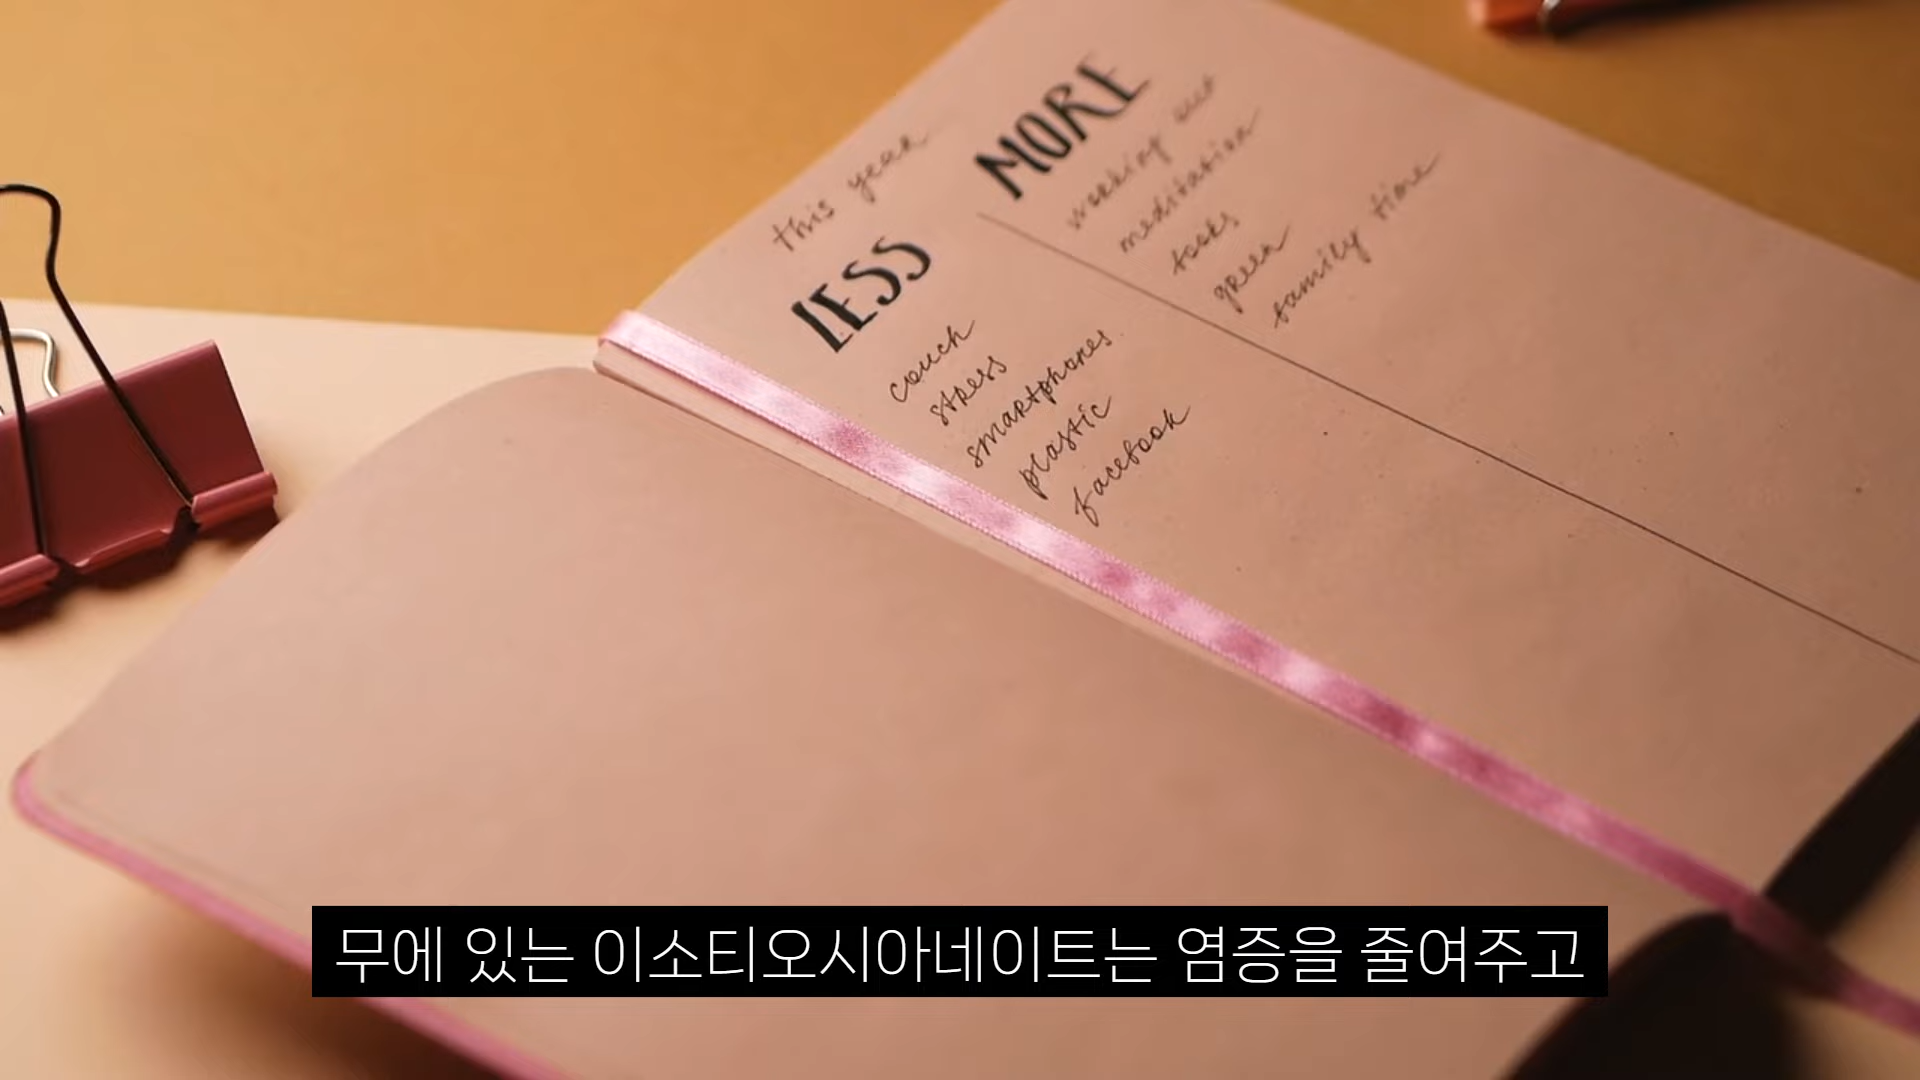 this year
LESS
couch
stress
smartphones
plastic
facebook
MORE
working out
meditation
books
green
family time
무에 있는 이소티오시아네이트는 염증을 줄여주고